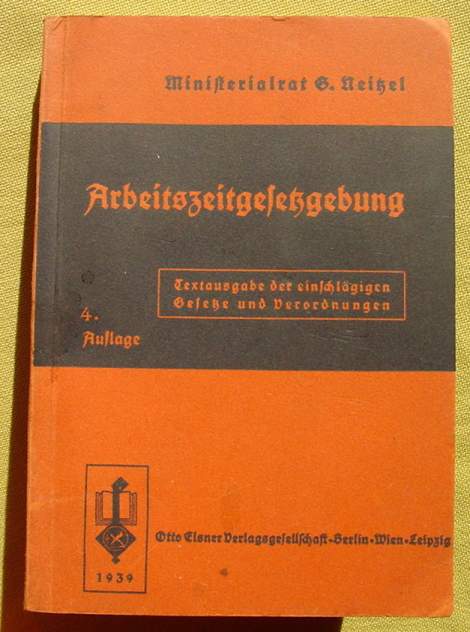 Ministerialrat G. Neitzel
Arbeitszeitgesetzgebung
Textausgabe der einschlägigen
Gesetze und Verordnungen
4.
Auflage
1939
Otto Elsner Verlagsgesellschaft · Berlin · Wien · Leipzig